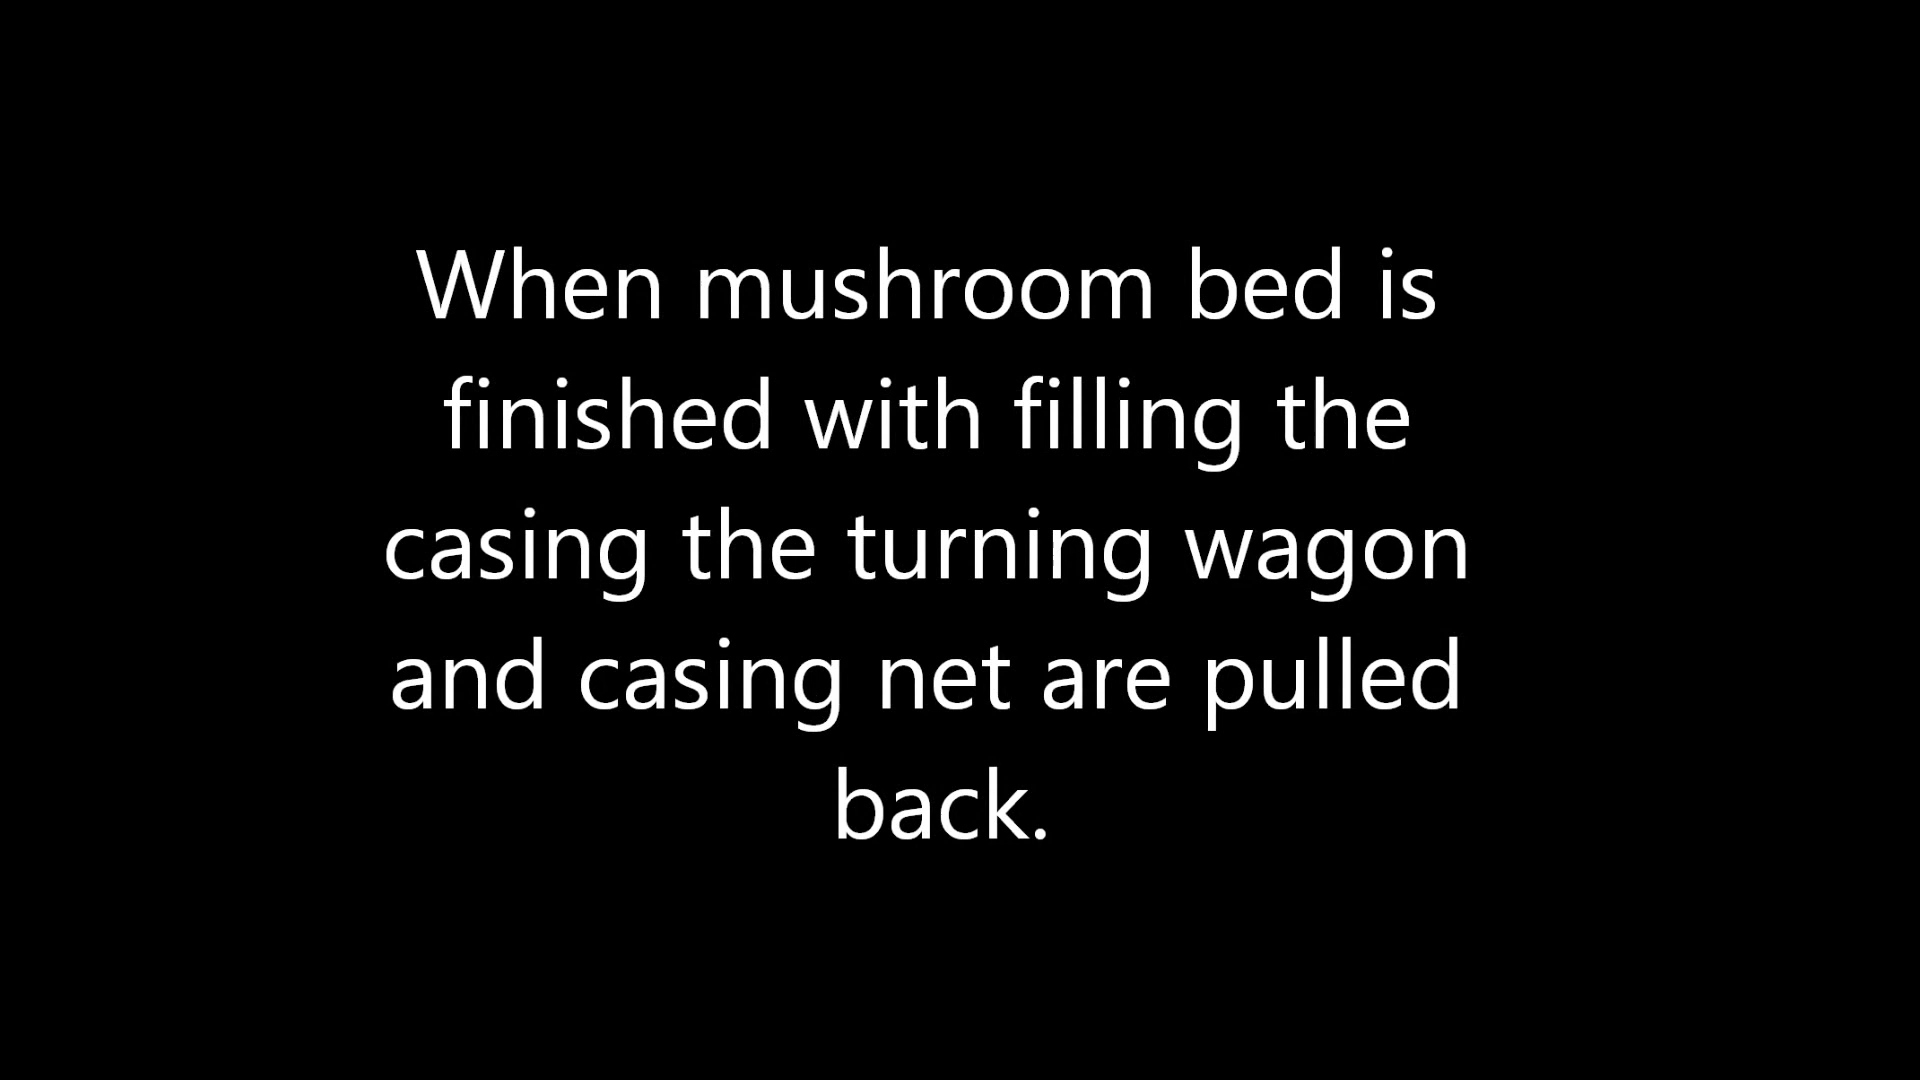 When mushroom bed is
finished with filling the
casing the turning wagon
and casing net are pulled
back.